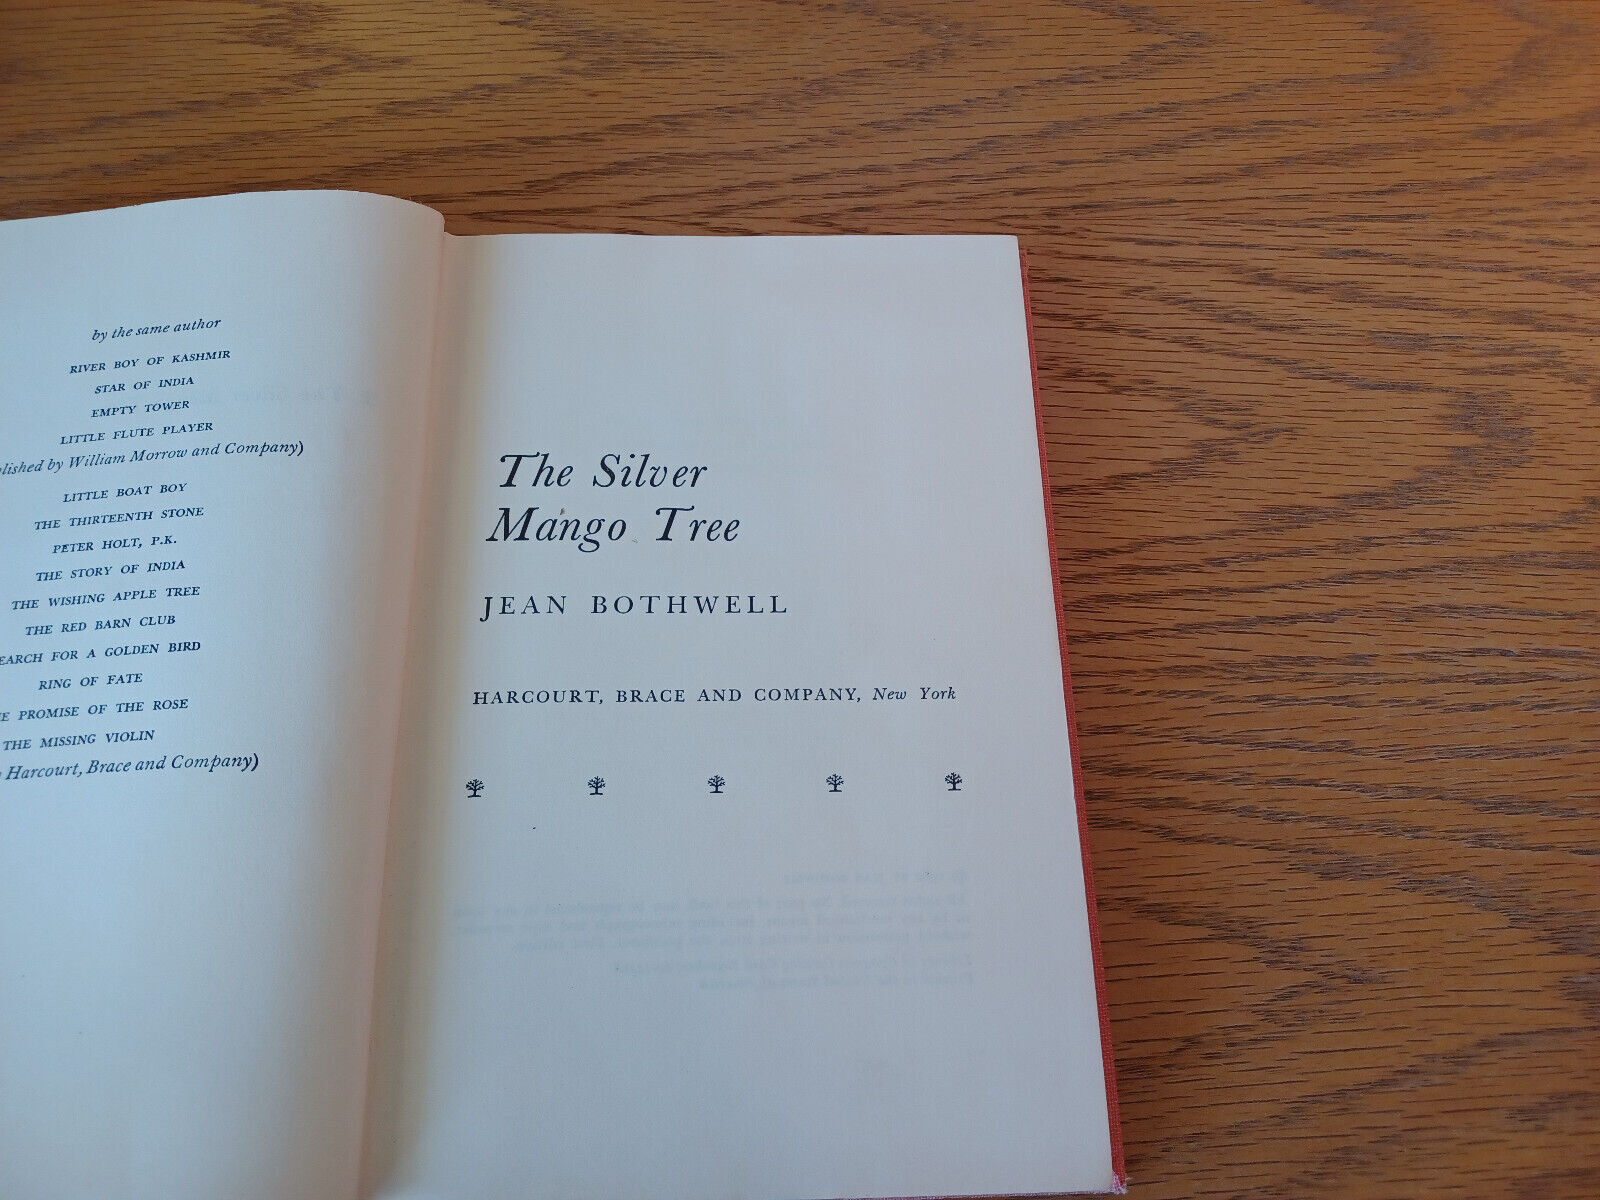 by the same author
RIVER BOY OF KASHMIR
STAR OF INDIA
EMPTY TOWER
LITTLE FLUTE PLAYER
by William Morrow and Company)
LITTLE BOAT BOY
THE THIRTEENTH STONE
PETER HOLT, P.K.
THE STORY OF INDIA
THE WISHING APPLE TREE
THE RED BARN CLUB
FOR A GOLDEN BIRD
RING OF FATE
PROMISE OF THE ROSE
THE MISSING VIOLIN
Harcourt, Brace and Company)
The Silver
Mango Tree
JEAN BOTHWELL
HARCOURT, BRACE AND COMPANY, New York